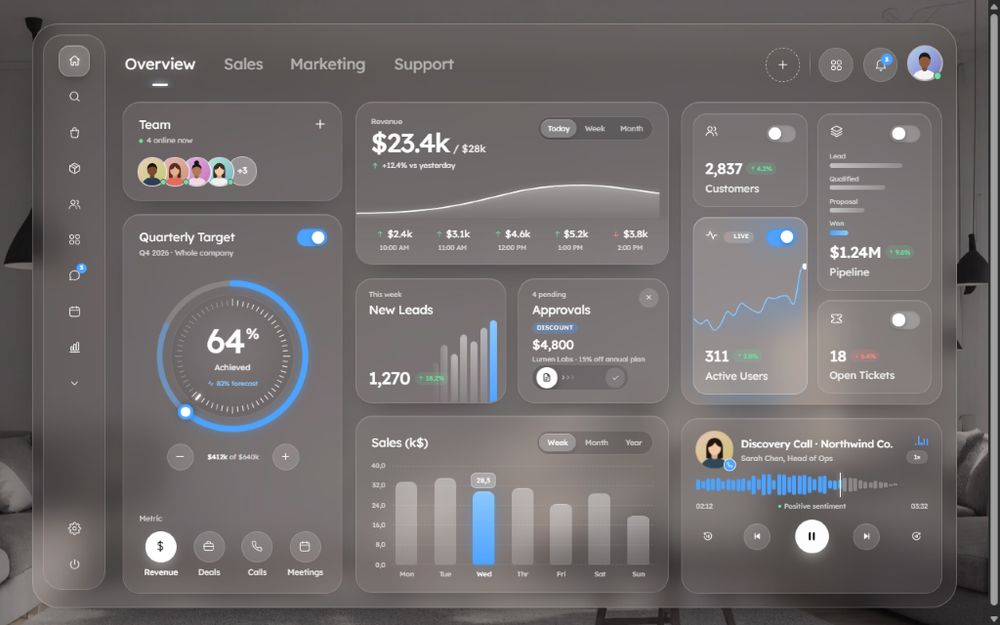 Overview
Sales
Marketing
Support
3
Team
4 online now
+3
Quarterly Target
Q4 2026 · Whole company
64%
Achieved
82% forecast
$412k of $640k
Metric
Revenue
Deals
Calls
Meetings
3
Revenue
$23.4k / $28k
+12.4% vs yesterday
Today
Week
Month
$2.4k
10:00 AM
$3.1k
11:00 AM
$4.6k
12:00 PM
$5.2k
1:00 PM
$3.8k
2:00 PM
This week
New Leads
1,270
18.2%
4 pending
Approvals
DISCOUNT
$4,800
Lumen Labs · 15% off annual plan
Sales (k$)
Week
Month
Year
40,0
32,0
24,0
16,0
8,0
0,0
28,5
Mon
Tue
Wed
Thr
Fri
Sat
Sun
2,837
4.2%
Customers
LIVE
311
Active Users
Lead
Qualified
Proposal
Won
$1.24M
9.6%
Pipeline
18
Open Tickets
Discovery Call · Northwind Co.
Sarah Chen, Head of Ops
1x
02:12
Positive sentiment
03:32